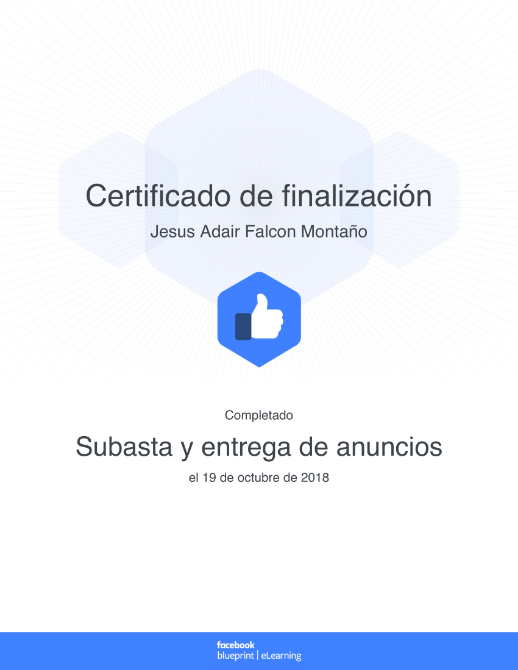 Certificado de finalización
Jesus Adair Falcon Montaño
Completado
Subasta y entrega de anuncios
el 19 de octubre de 2018
facebook
blueprint | eLearning